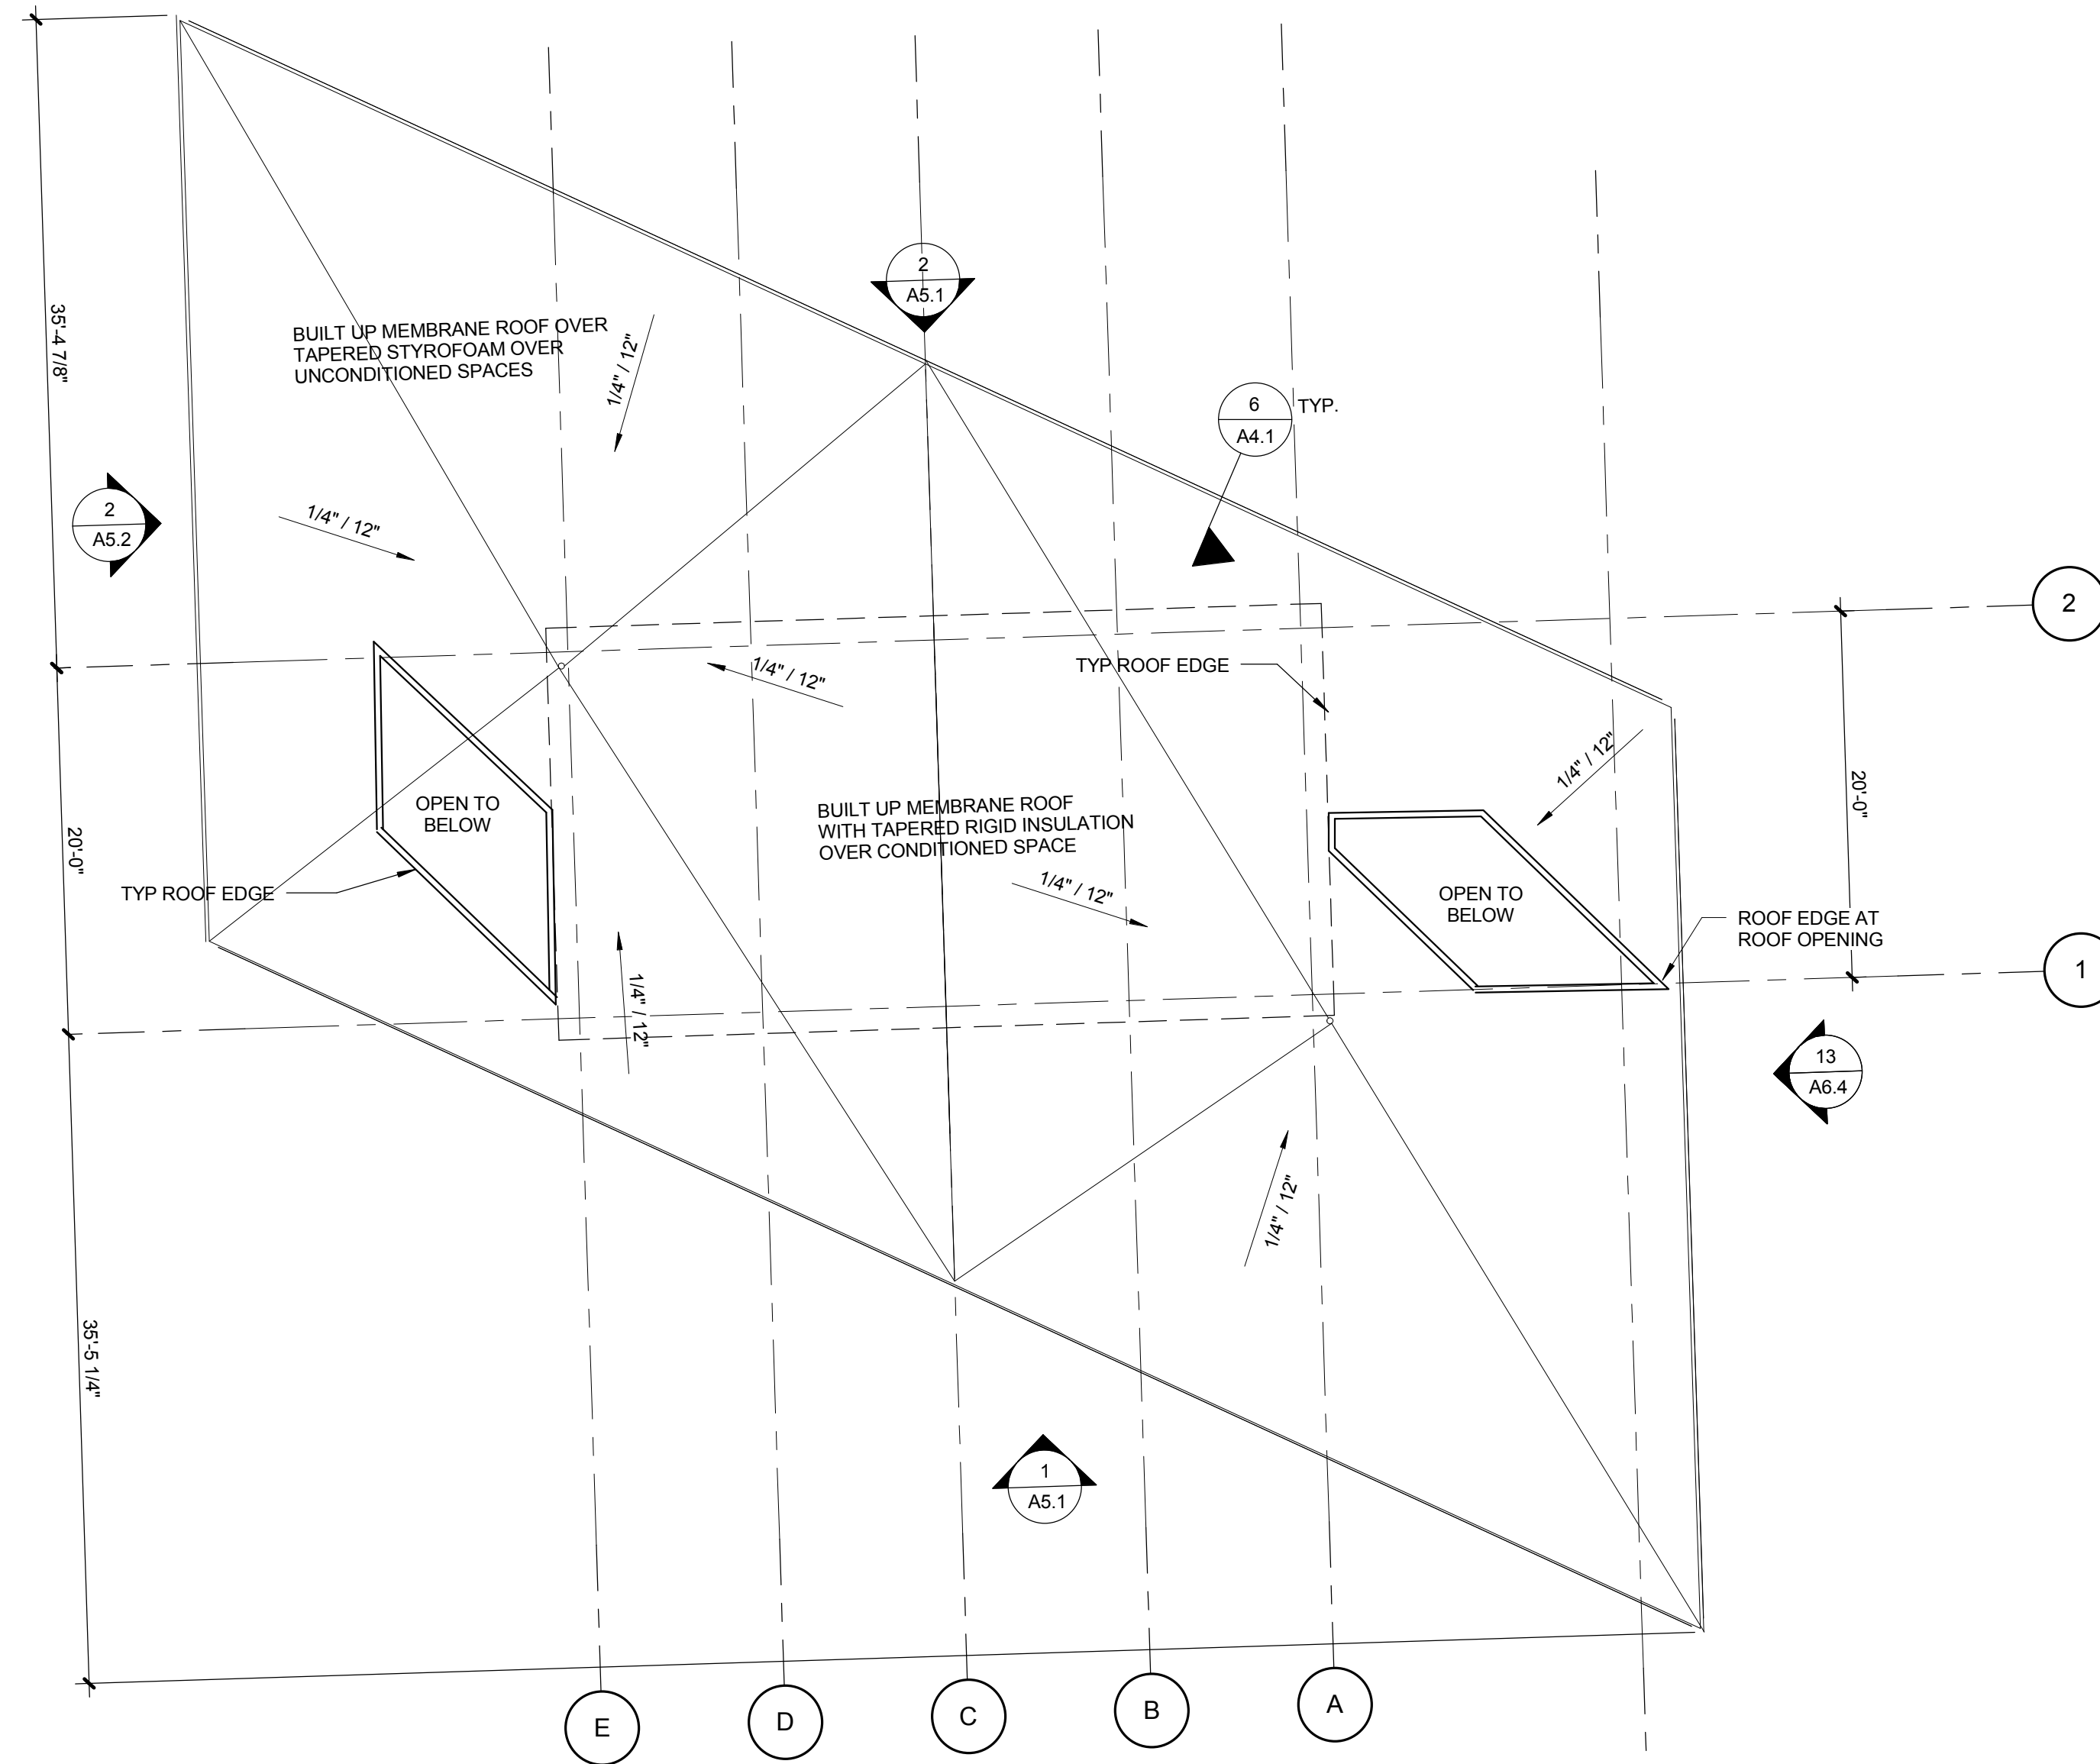 2
A5.1
35'-4 7/8"
BUILT UP MEMBRANE ROOF OVER
TAPERED STYROFOAM OVER
UNCONDITIONED SPACES
1/4" / 12"
6
A4.1
TYP.
2
A5.2
1/4" / 12"
2
1/4" / 12"
TYP ROOF EDGE
1/4" / 12"
20'-0"
OPEN TO
BELOW
BUILT UP MEMBRANE ROOF
WITH TAPERED RIGID INSULATION
OVER CONDITIONED SPACE
20'-0"
TYP ROOF EDGE
1/4" / 12"
OPEN TO
BELOW
ROOF EDGE AT
ROOF OPENING
1
1/4" / 12"
13
A6.4
1/4" / 12"
35'-5 1/4"
1
A5.1
E
D
C
B
A